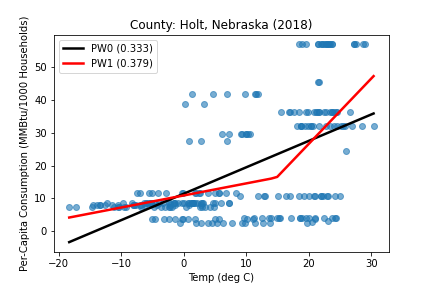 County: Holt, Nebraska (2018)
PW0 (0.333)
PW1 (0.379)
Per-Capita Consumption (MMBtu/1000 Households)
50
40
30
20
10
0
−20
−10
0
10
20
30
Temp (deg C)